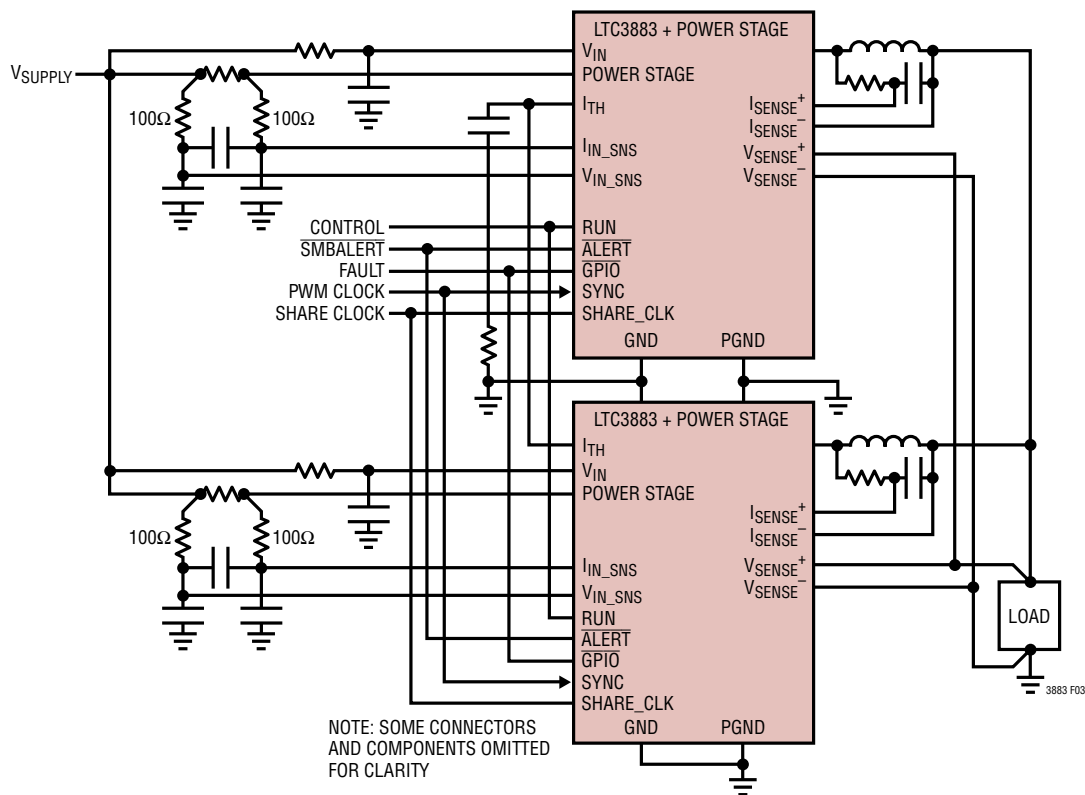 LTC3883 + POWER STAGE
VIN
POWER STAGE
ITH
IIN_SNS
VIN_SNS
RUN
ALERT
GPIO
SYNC
SHARE_CLK
GND
PGND
ISENSE+
ISENSE–
VSENSE+
VSENSE–
VSUPPLY
100Ω
100Ω
CONTROL
SMBALERT
FAULT
PWM CLOCK
SHARE CLOCK
LTC3883 + POWER STAGE
ITH
VIN
POWER STAGE
IIN_SNS
VIN_SNS
RUN
ALERT
GPIO
SYNC
SHARE_CLK
GND
PGND
ISENSE+
ISENSE–
VSENSE+
VSENSE–
100Ω
100Ω
LOAD
3883 F03
NOTE: SOME CONNECTORS
AND COMPONENTS OMITTED
FOR CLARITY